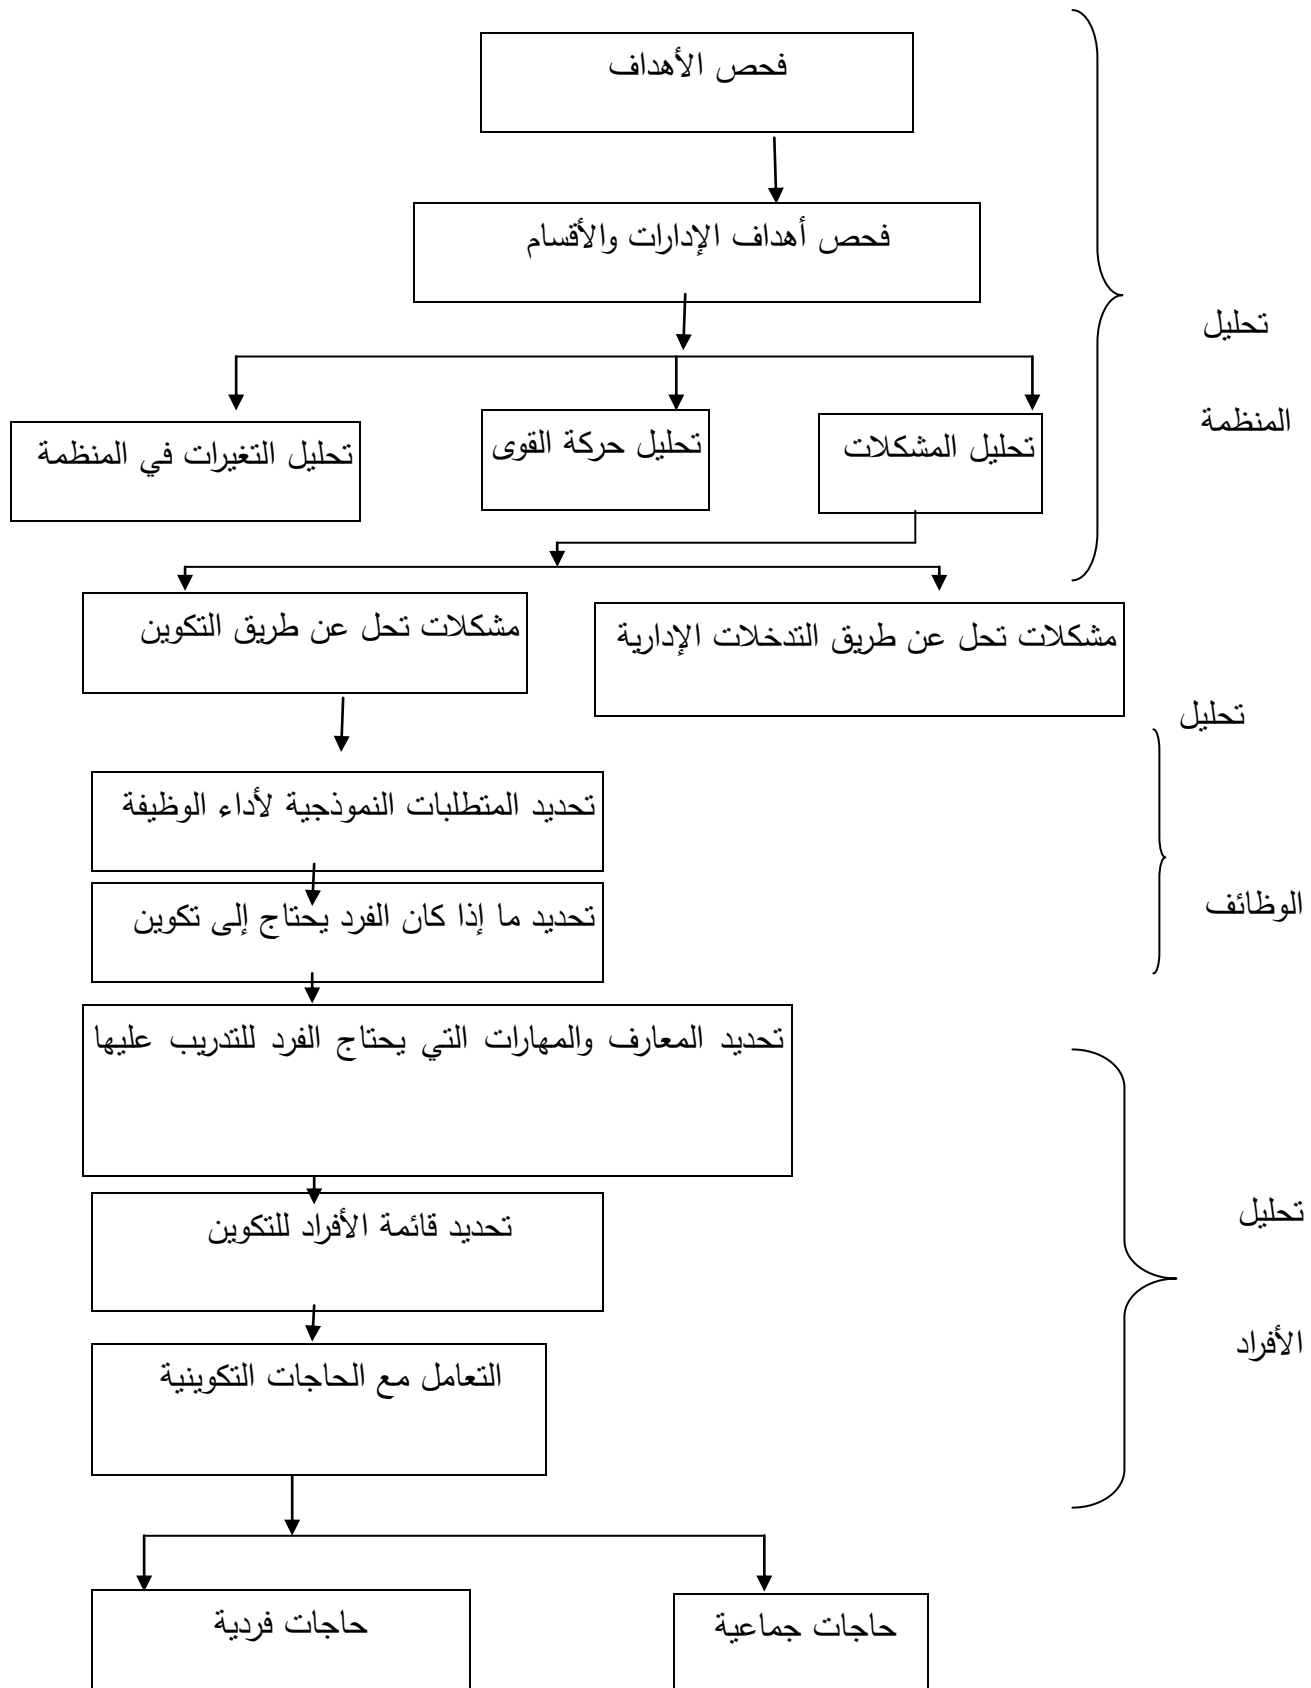 فحص الأهداف
فحص أهداف الإدارات والأقسام
تحليل
المنظمة
تحليل المشكلات
تحليل حركة القوى
تحليل التغيرات في المنظمة
مشكلات تحل عن طريق التدخلات الإدارية
مشكلات تحل عن طريق التكوين
تحليل
تحديد المتطلبات النموذجية لأداء الوظيفة
الوظائف
تحديد ما إذا كان الفرد يحتاج إلى تكوين
تحديد المعارف والمهارات التي يحتاج الفرد للتدريب عليها
تحليل
تحديد قائمة الأفراد للتكوين
الأفراد
التعامل مع الحاجات التكوينية
حاجات جماعية
حاجات فردية